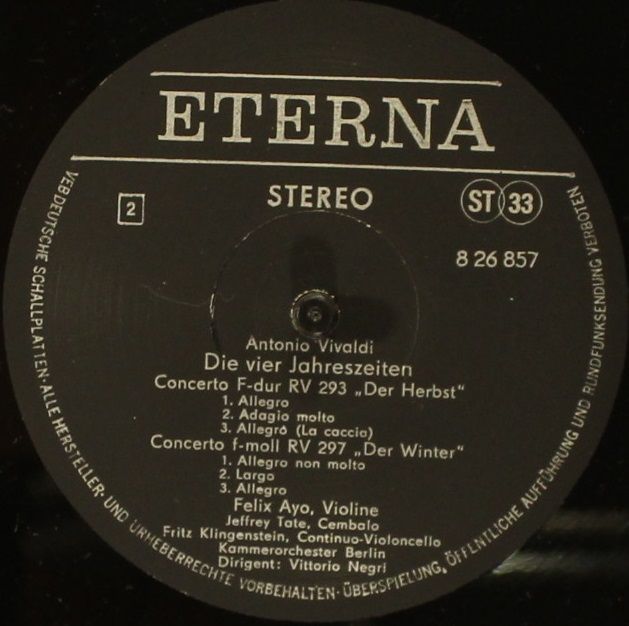 ETERNA
2
STEREO
ST 33
8 26 857
Antonio Vivaldi
Die vier Jahreszeiten
Concerto F-dur RV 293 „Der Herbst“
1. Allegro
2. Adagio molto
3. Allegro (La caccia)
Concerto f-moll RV 297 „Der Winter“
1. Allegro non molto
2. Largo
3. Allegro
Felix Ayo, Violine
Jeffrey Tate, Cembalo
Fritz Klingenstein, Continuo-Violoncello
Kammerorchester Berlin
Dirigent: Vittorio Negri
VEB DEUTSCHE SCHALLPLATTEN · ALLE HERSTELLER- UND URHEBERRECHTE VORBEHALTEN · ÜBERSPIELUNG, ÖFFENTLICHE AUFFÜHRUNG UND RUNDFUNKSENDUNG VERBOTEN